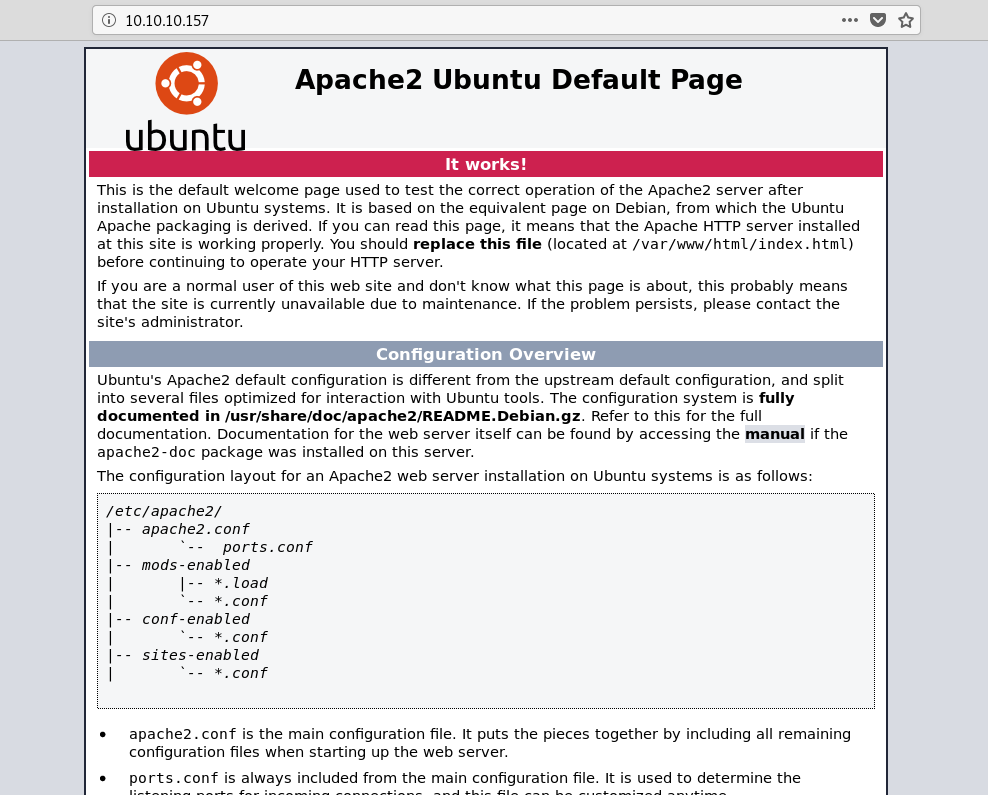 10.10.10.157
ubuntu
Apache2 Ubuntu Default Page
It works!
This is the default welcome page used to test the correct operation of the Apache2 server after
installation on Ubuntu systems. It is based on the equivalent page on Debian, from which the Ubuntu
Apache packaging is derived. If you can read this page, it means that the Apache HTTP server installed
at this site is working properly. You should replace this file (located at /var/www/html/index.html)
before continuing to operate your HTTP server.
If you are a normal user of this web site and don't know what this page is about, this probably means
that the site is currently unavailable due to maintenance. If the problem persists, please contact the
site's administrator.
Configuration Overview
Ubuntu's Apache2 default configuration is different from the upstream default configuration, and split
into several files optimized for interaction with Ubuntu tools. The configuration system is fully
documented in /usr/share/doc/apache2/README.Debian.gz. Refer to this for the full
documentation. Documentation for the web server itself can be found by accessing the manual if the
apache2-doc package was installed on this server.
The configuration layout for an Apache2 web server installation on Ubuntu systems is as follows:
/etc/apache2/
|-- apache2.conf
|       `--  ports.conf
|-- mods-enabled
|       |-- *.load
|       `-- *.conf
|-- conf-enabled
|       `-- *.conf
|-- sites-enabled
|       `-- *.conf
• apache2.conf is the main configuration file. It puts the pieces together by including all remaining
configuration files when starting up the web server.
• ports.conf is always included from the main configuration file. It is used to determine the
listening ports for incoming connections, and this file can be customized anytime.